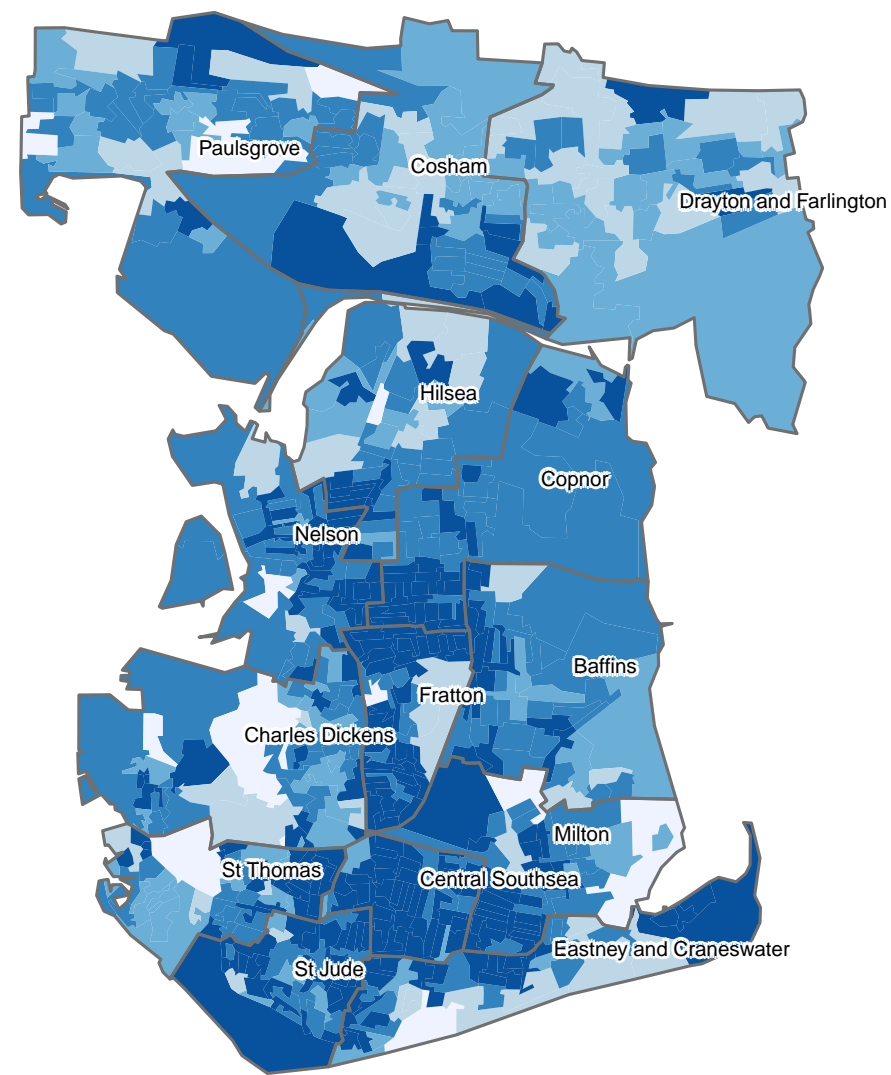 Paulsgrove
Cosham
Drayton and Farlington
Hilsea
Copnor
Nelson
Baffins
Fratton
Charles Dickens
Milton
St Thomas
Central Southsea
Eastney and Craneswater
St Jude